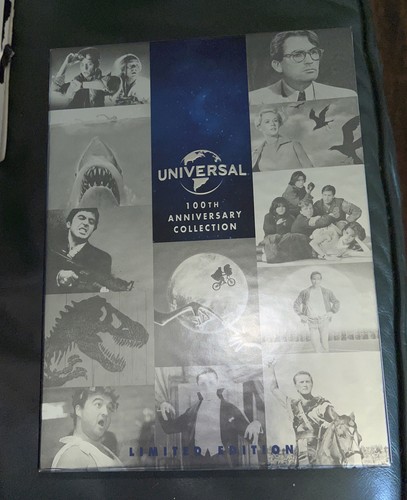 UNIVERSAL
100TH
ANNIVERSARY
COLLECTION
LIMITED EDITION